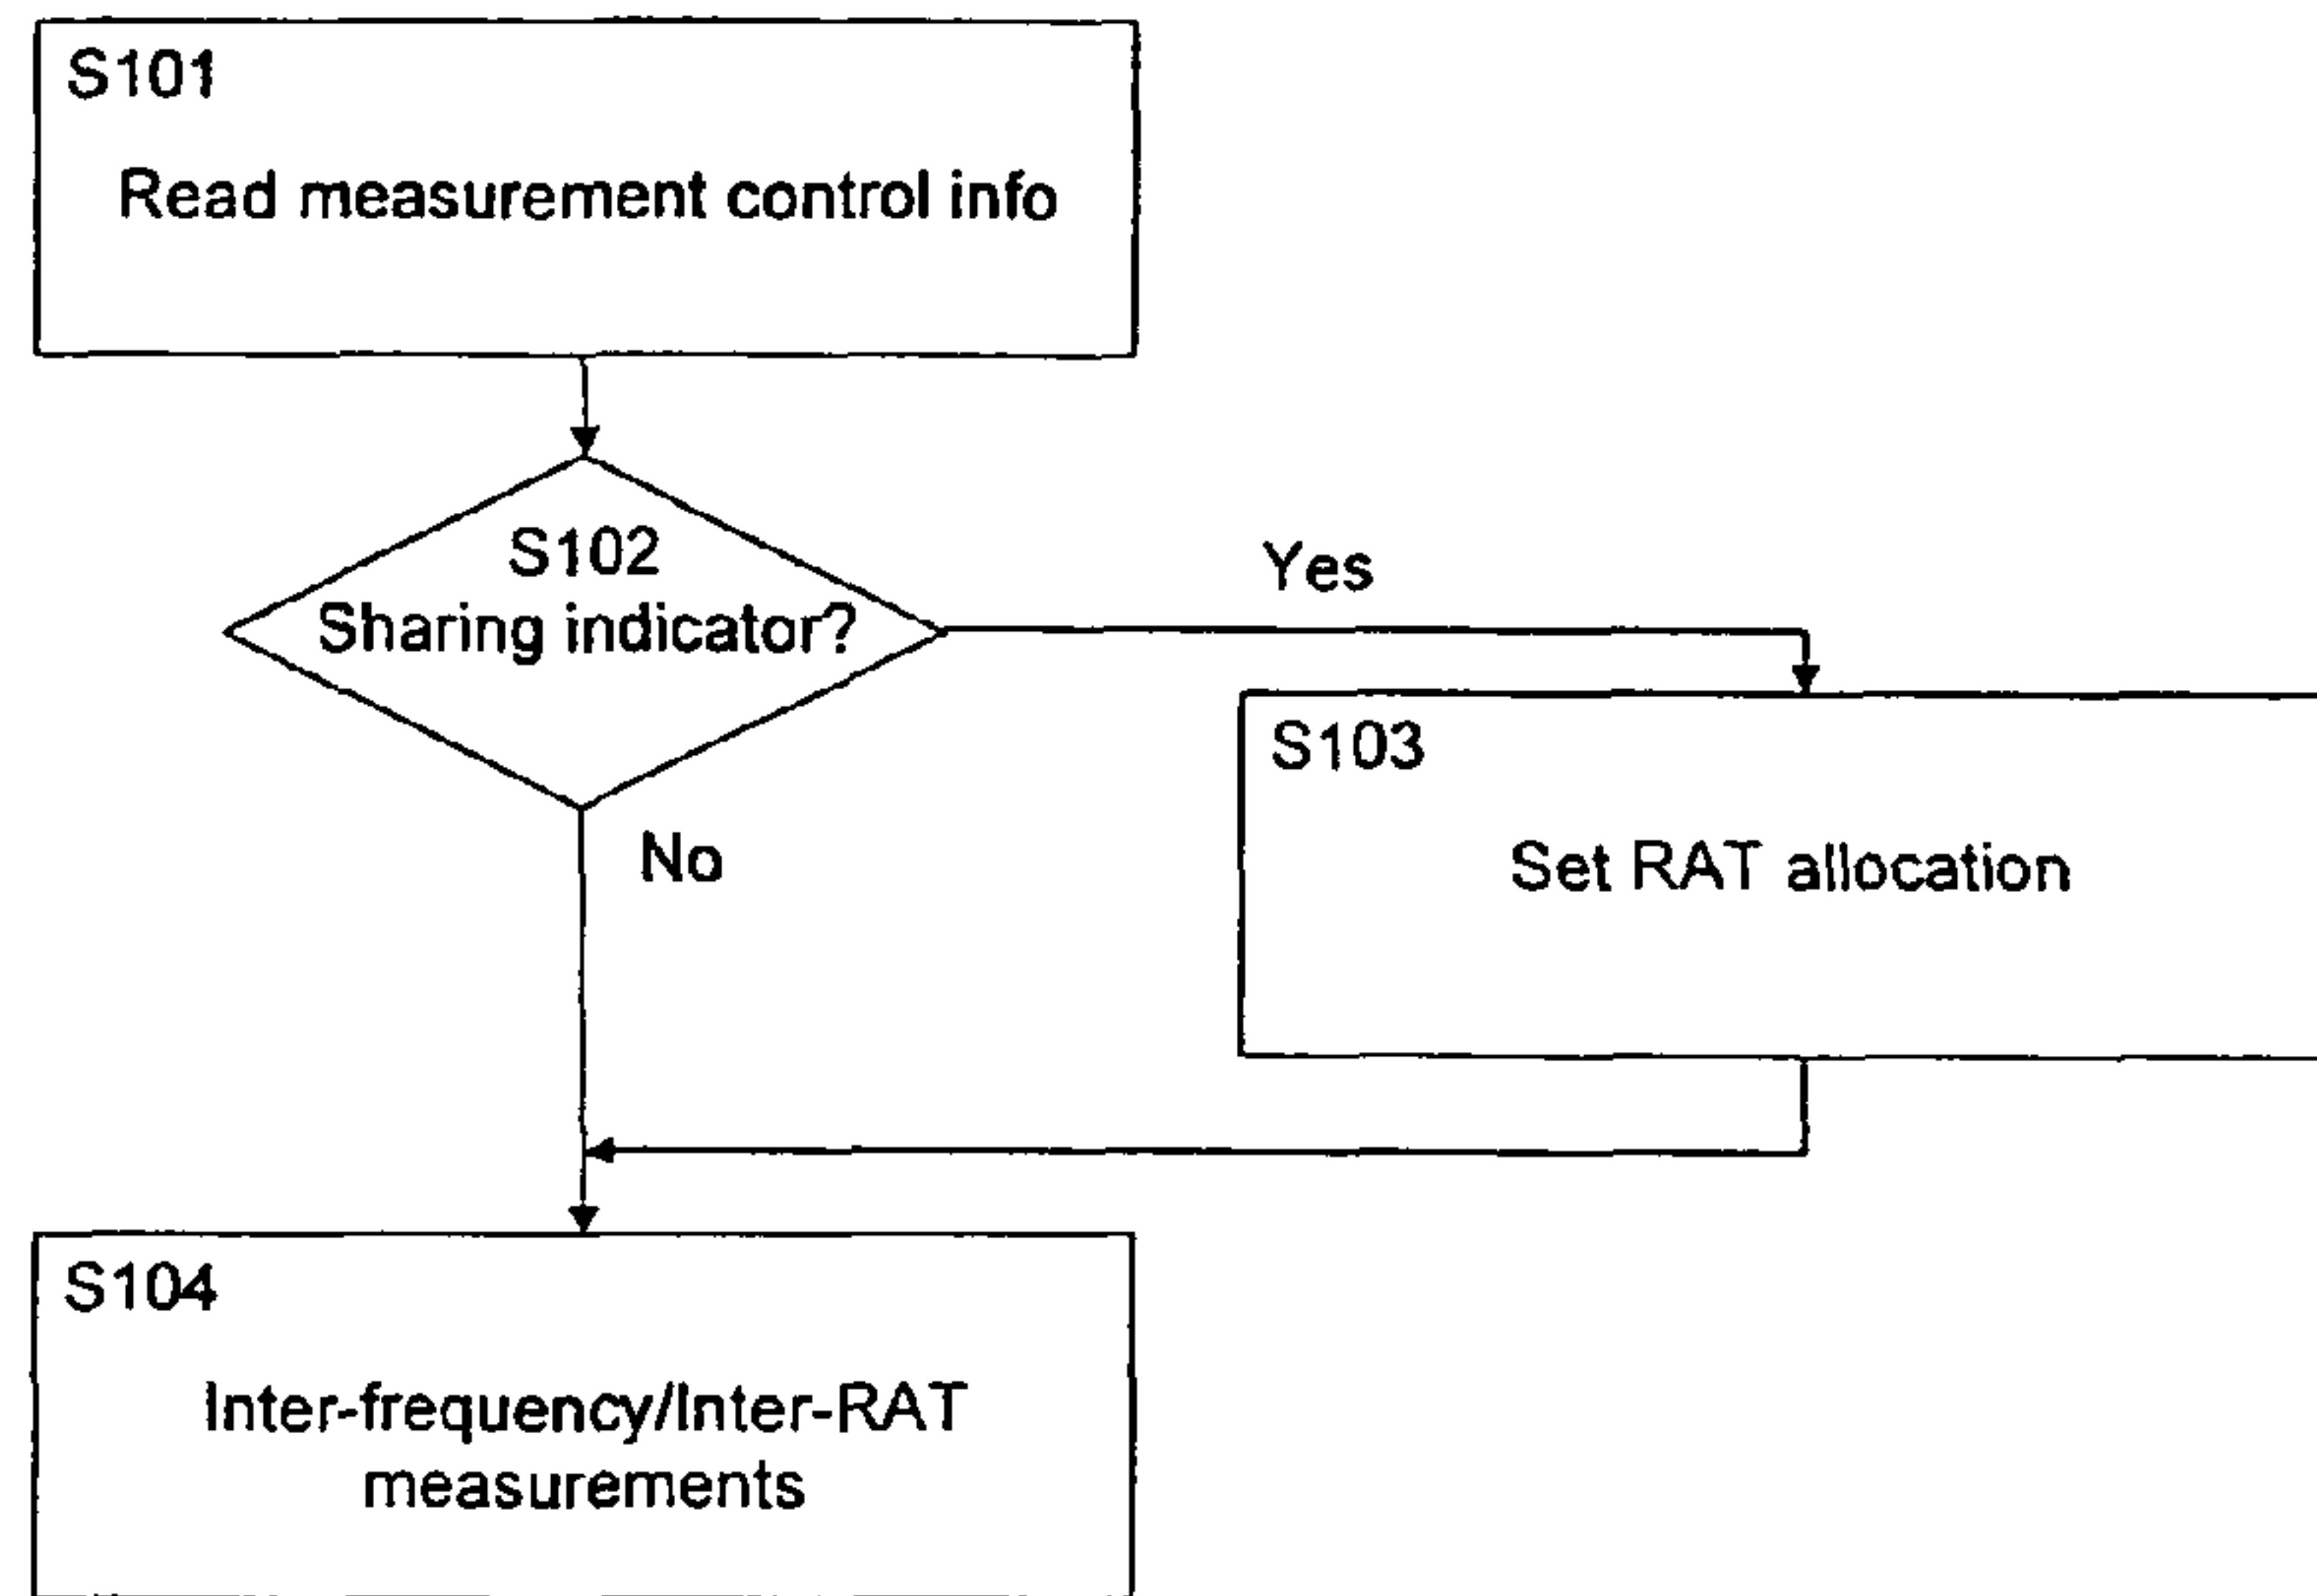 S101
Read measurement control info
S102
Sharing indicator?
Yes
No
S103
Set RAT allocation
S104
Inter-frequency/Inter-RAT
measurements